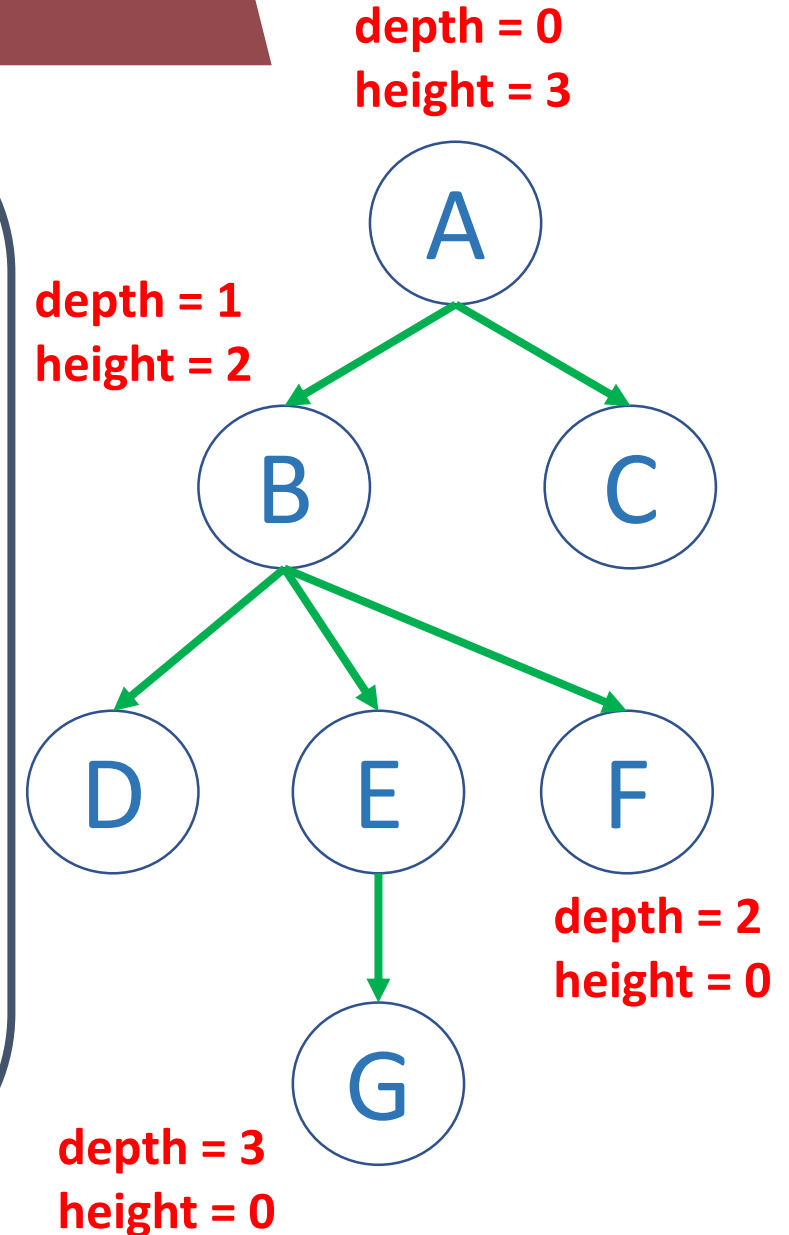 depth = 0
height = 3
A
depth = 1
height = 2
B
C
D
E
F
depth = 2
height = 0
G
depth = 3
height = 0